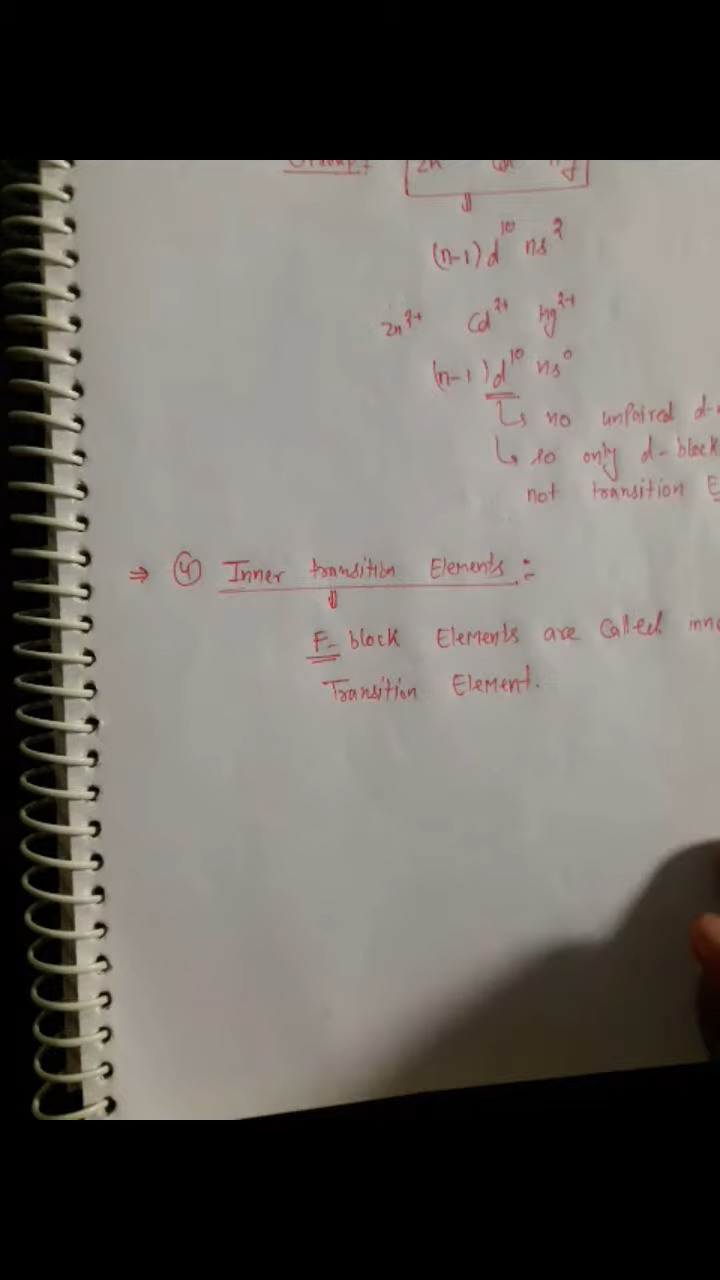 (n-1)d¹⁰ ns²
Zn²⁺ Cd²⁺ Hg²⁺
(n-1)d¹⁰ ns⁰
↳ no unpaired d-
↳ so only d-block
not transition E
⇒ ④ Inner transition Elements :-
F- block Elements are called inne
Transition Element.